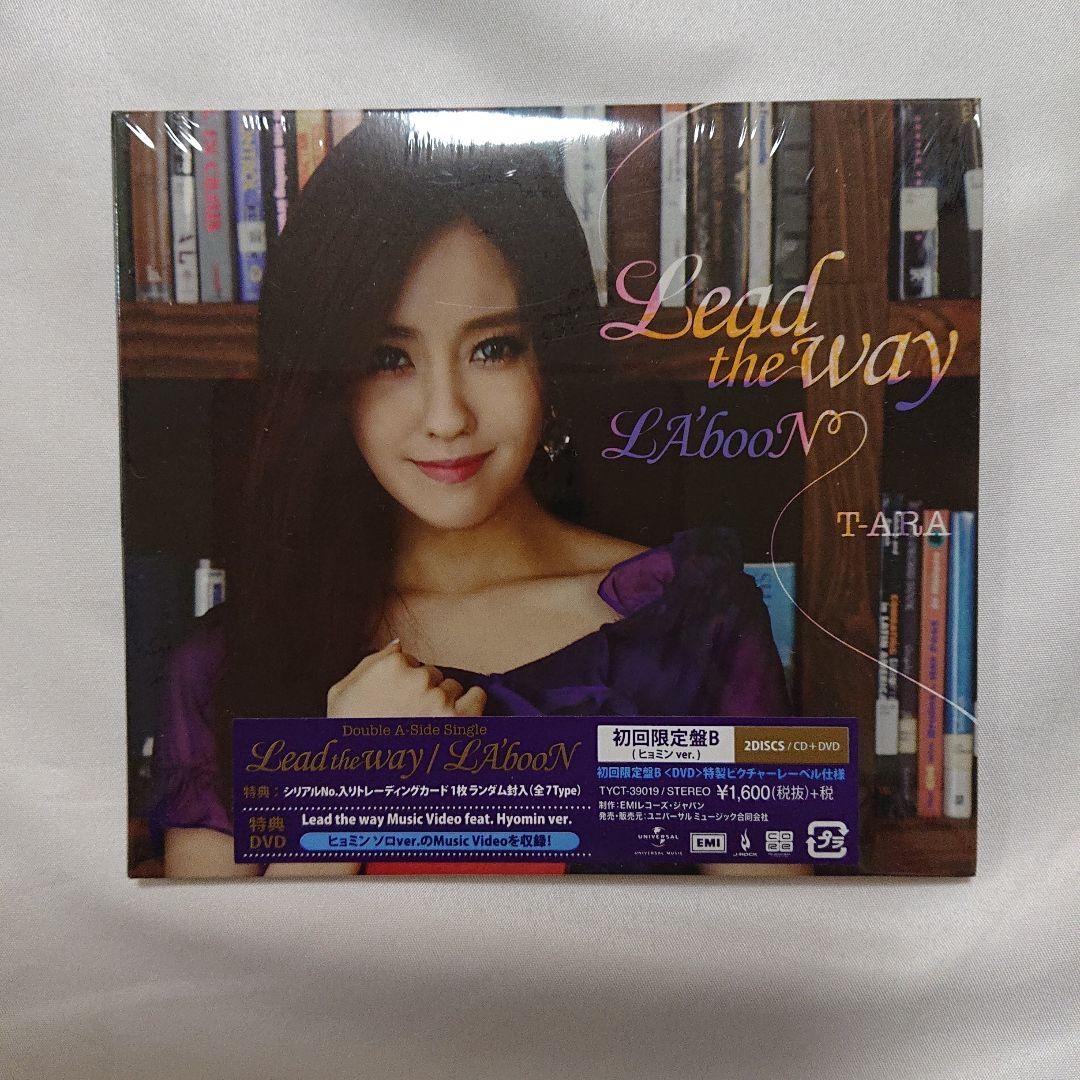 Lead
the way
LA'booN
T-ARA
Double A-Side Single
Lead the way / LA'booN
特典：シリアルNo.入りトレーディングカード1枚ランダム封入（全7Type）
特典
DVD
Lead the way Music Video feat. Hyomin ver.
ヒョミン ソロver.のMusic Videoを収録！
初回限定盤B
（ヒョミン ver.）
2DISCS / CD＋DVD
初回限定盤B＜DVD＞特製ピクチャーレーベル仕様
TYCT-39019 / STEREO ¥1,600(税抜)+税
制作：EMIレコーズ・ジャパン
発売・販売元：ユニバーサル ミュージック合同会社
UNIVERSAL
UNIVERSAL MUSIC
EMI
J-ROCK
CORE
プラ